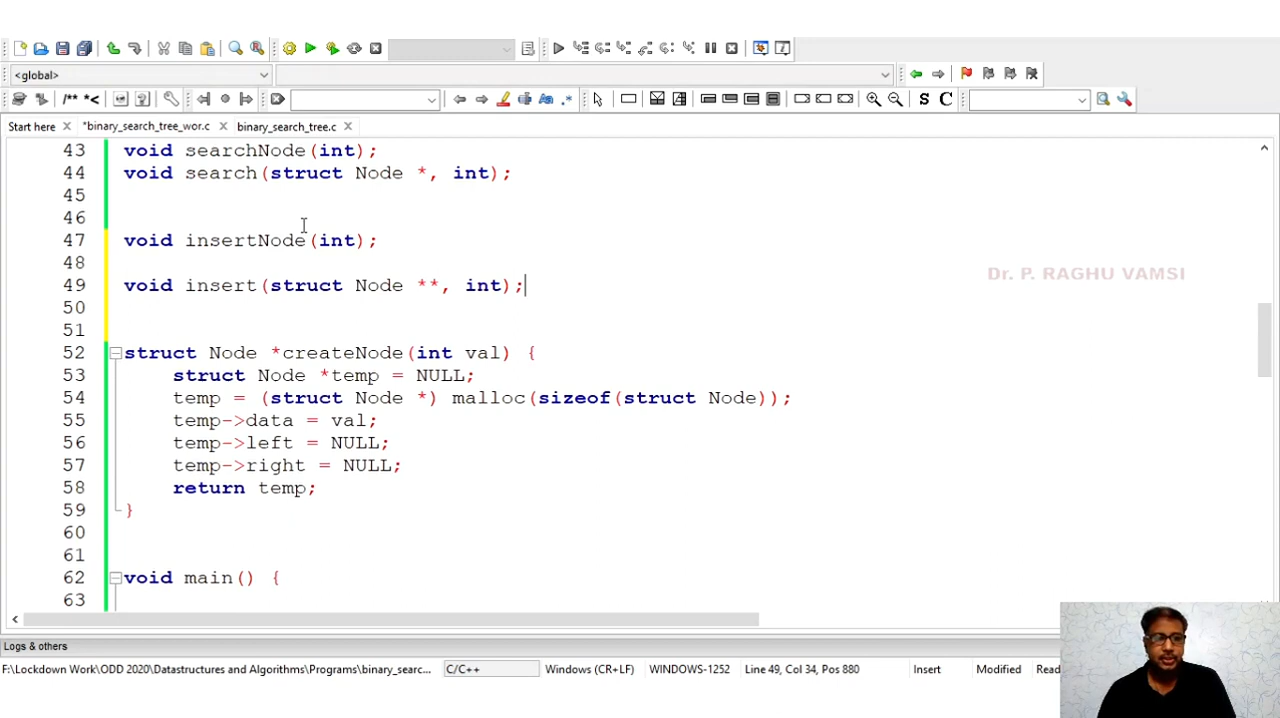 <global>
/** *<
S C
Start here
*binary_search_tree_wor.c
binary_search_tree.c
43 void searchNode(int);
44 void search(struct Node *, int);
45
46
47 void insertNode(int);
48
49 void insert(struct Node **, int);
50
51
52 struct Node *createNode(int val) {
53 struct Node *temp = NULL;
54 temp = (struct Node *) malloc(sizeof(struct Node));
55 temp->data = val;
56 temp->left = NULL;
57 temp->right = NULL;
58 return temp;
59 }
60
61
62 void main() {
63
Dr. P. RAGHU VAMSI
Logs & others
F:\Lockdown Work\ODD 2020\Datastructures and Algorithms\Programs\binary_searc... C/C++ Windows (CR+LF) WINDOWS-1252 Line 49, Col 34, Pos 880 Insert Modified Reac